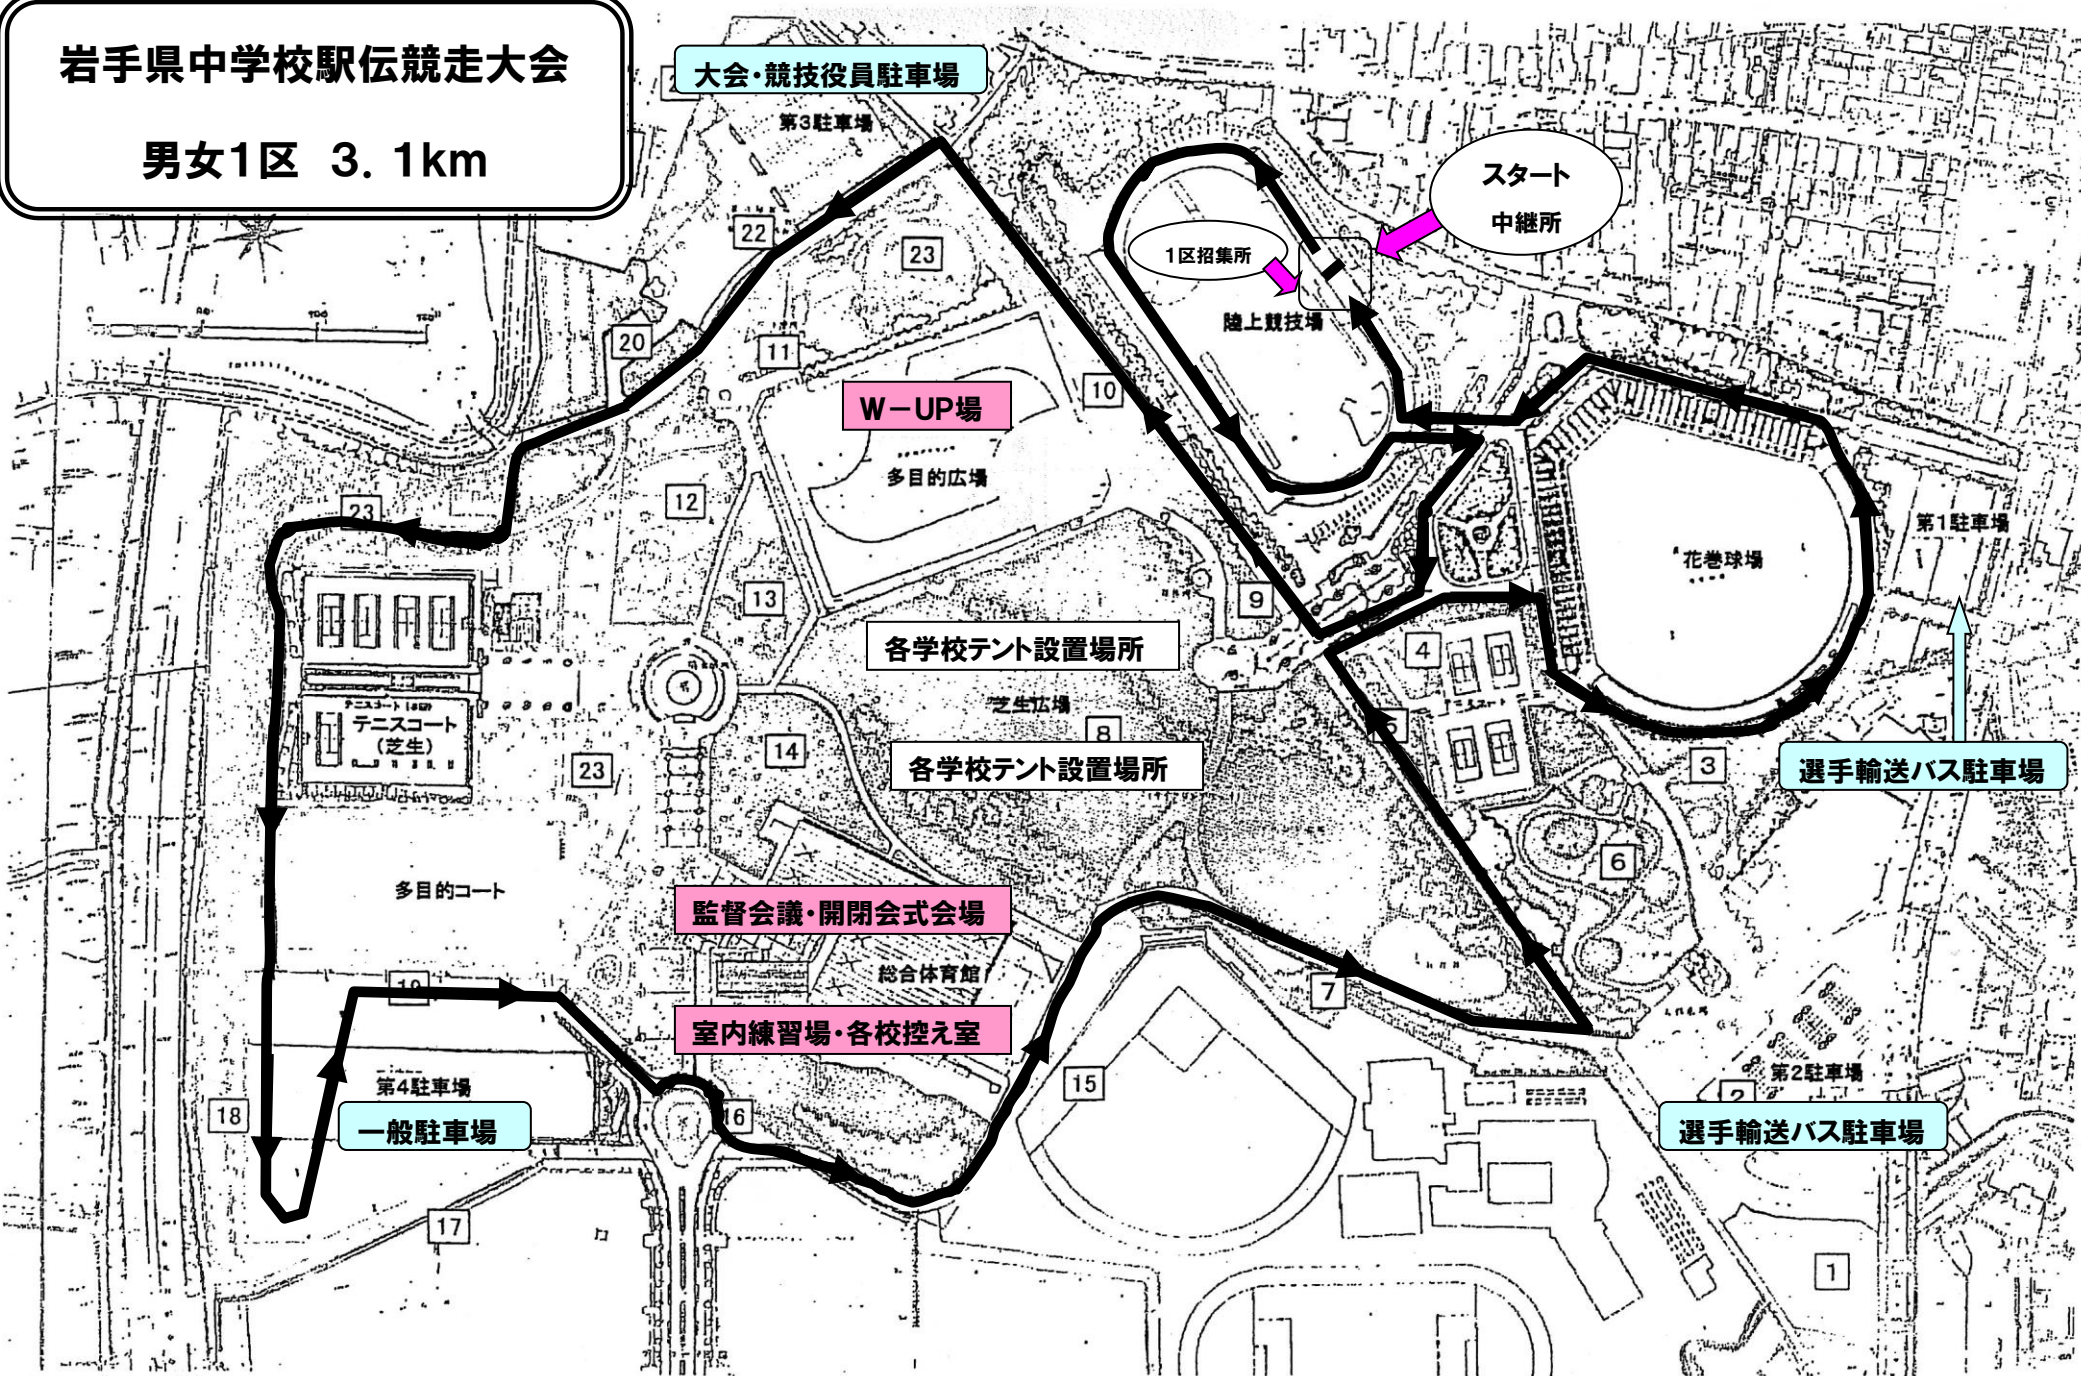 岩手県中学校駅伝競走大会
男女1区 3. 1km
大会・競技役員駐車場
第3駐車場
スタート
中継所
1区招集所
陸上競技場
22
23
20
11
10
W－UP場
多目的広場
12
23
第1駐車場
花巻球場
13
9
4
各学校テント設置場所
芝生広場
8
5
テニスコート
(芝生)
14
23
各学校テント設置場所
3
選手輸送バス駐車場
6
多目的コート
監督会議・開閉会式会場
総合体育館
19
7
室内練習場・各校控え室
第4駐車場
15
第2駐車場
2
18
一般駐車場
16
選手輸送バス駐車場
17
1